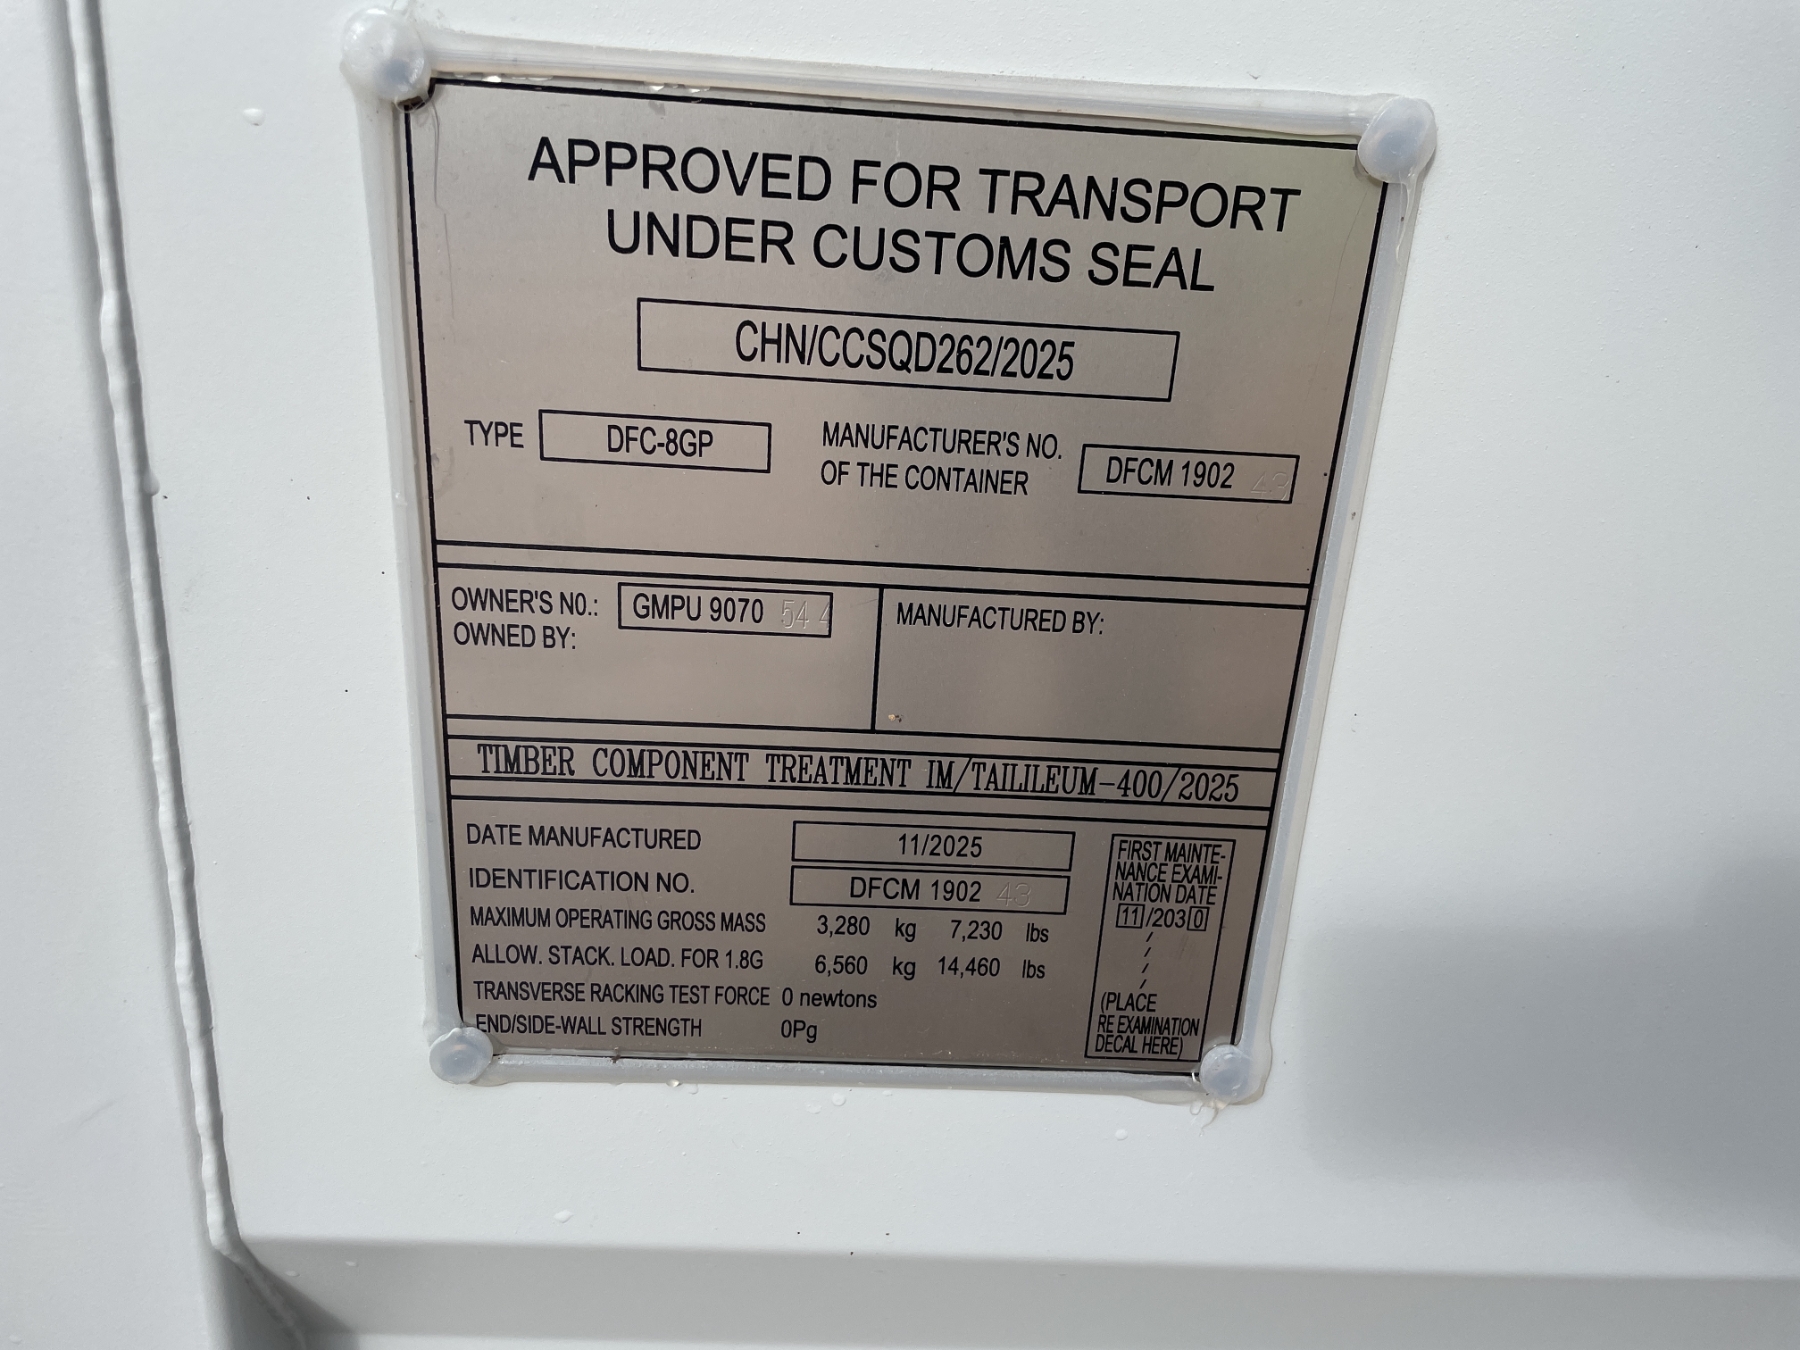 APPROVED FOR TRANSPORT
UNDER CUSTOMS SEAL
CHN/CCSQD262/2025
TYPE DFC-8GP
MANUFACTURER'S NO.
OF THE CONTAINER
DFCM 1902 43
OWNER'S NO.: GMPU 9070 54 4
OWNED BY:
MANUFACTURED BY:
TIMBER COMPONENT TREATMENT IM/TAILILEUM-400/2025
DATE MANUFACTURED 11/2025
IDENTIFICATION NO. DFCM 1902 43
MAXIMUM OPERATING GROSS MASS 3,280 kg 7,230 lbs
ALLOW. STACK. LOAD. FOR 1.8G 6,560 kg 14,460 lbs
TRANSVERSE RACKING TEST FORCE 0 newtons
END/SIDE-WALL STRENGTH 0Pg
FIRST MAINTE-
NANCE EXAMI-
NATION DATE
11/2030
/
/
/
/
(PLACE
RE EXAMINATION
DECAL HERE)